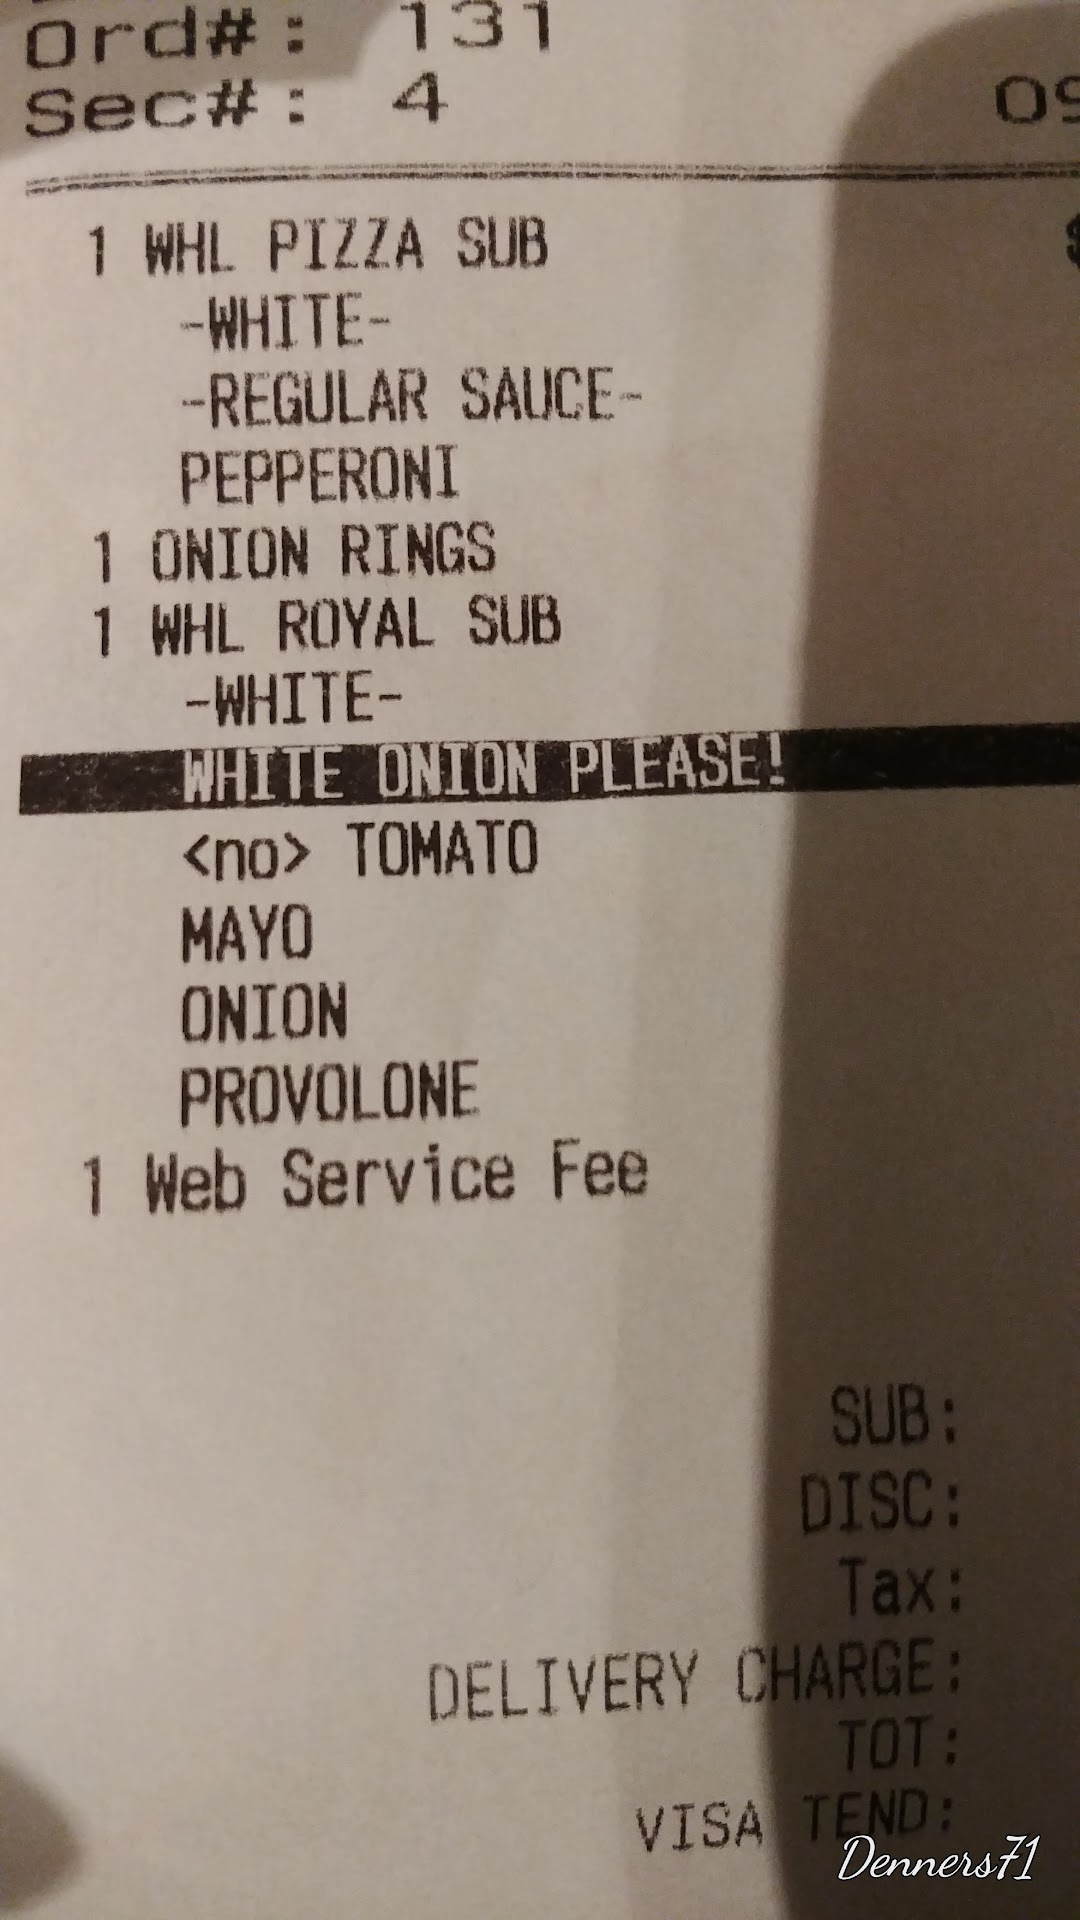 Ord#: 131
Sec#: 4
1 WHL PIZZA SUB
-WHITE-
-REGULAR SAUCE-
PEPPERONI
1 ONION RINGS
1 WHL ROYAL SUB
-WHITE-
WHITE ONION PLEASE!
<no> TOMATO
MAYO
ONION
PROVOLONE
1 Web Service Fee
SUB:
DISC:
Tax:
DELIVERY CHARGE:
TOT:
VISA TEND:
Denners71